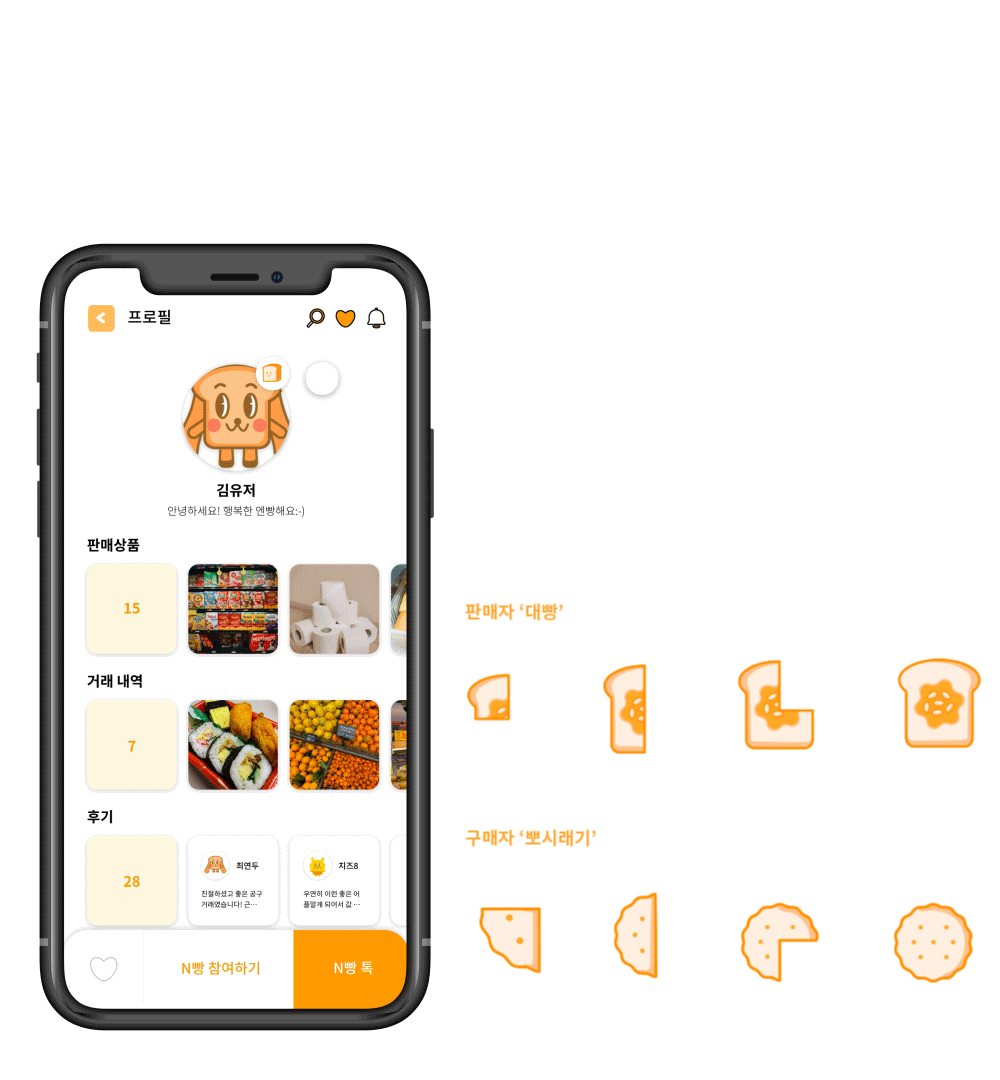 프로필
김유저
안녕하세요! 행복한 엔빵해요:-)
판매상품
15
거래 내역
7
후기
28
최연두
친절하셨고 좋은 공구
거래였습니다! 근…
치즈8
우연히 이런 좋은 어
플알게 되어서 값 …
N빵 참여하기
N빵 톡
판매자 ‘대빵’
구매자 ‘뽀시래기’